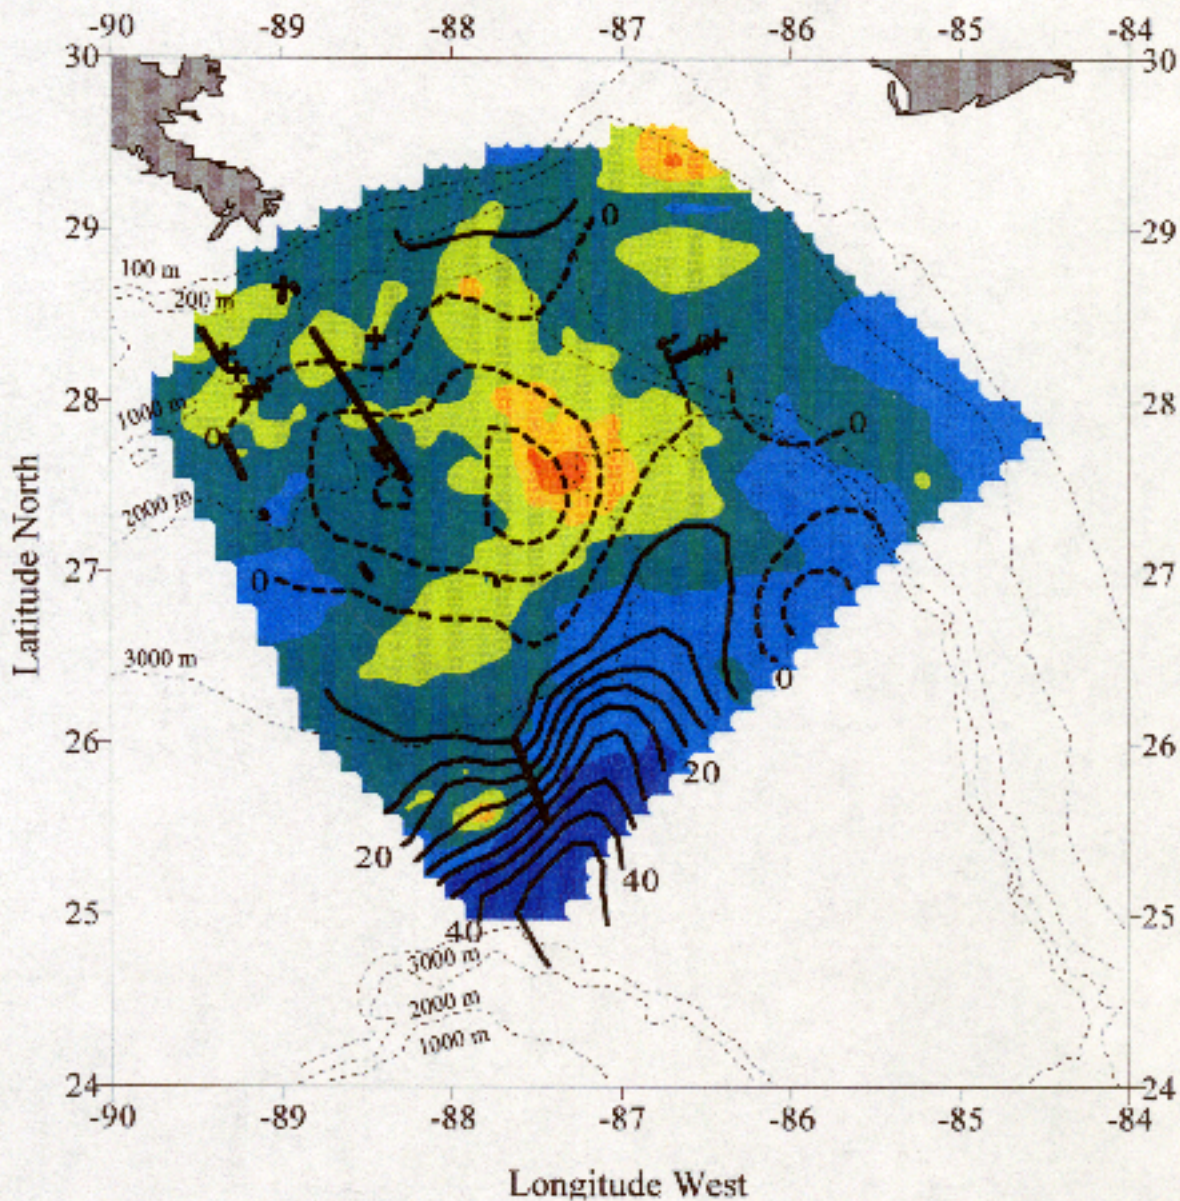 -90 -89 -88 -87 -86 -85 -84
30 30
29 0 29
100 m
200 m
28 28
1000 m
0 0
2000 m
27 0 27
3000 m
0
26 26
20
20
40
25 25
40
3000 m
2000 m
1000 m
24 24
-90 -89 -88 -87 -86 -85 -84
Latitude North
Longitude West